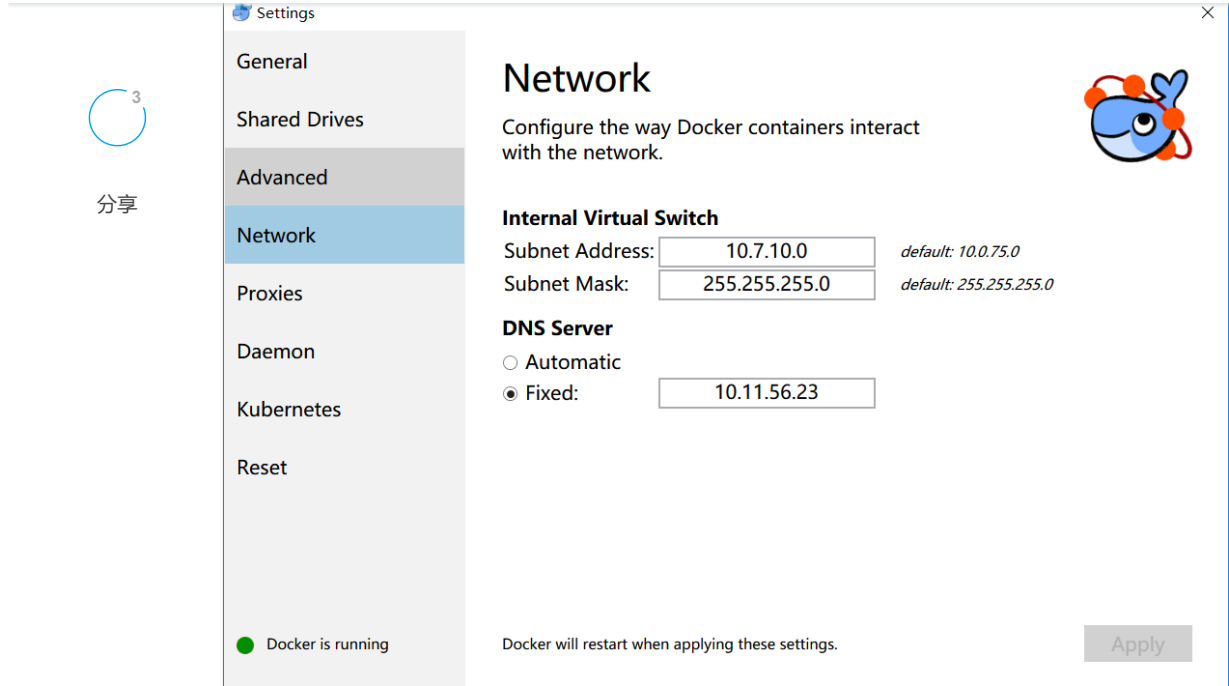 Settings
3
分享
General
Shared Drives
Advanced
Network
Proxies
Daemon
Kubernetes
Reset
Docker is running
Network
Configure the way Docker containers interact
with the network.
Internal Virtual Switch
Subnet Address: 10.7.10.0 default: 10.0.75.0
Subnet Mask: 255.255.255.0 default: 255.255.255.0
DNS Server
Automatic
Fixed: 10.11.56.23
Docker will restart when applying these settings.
Apply